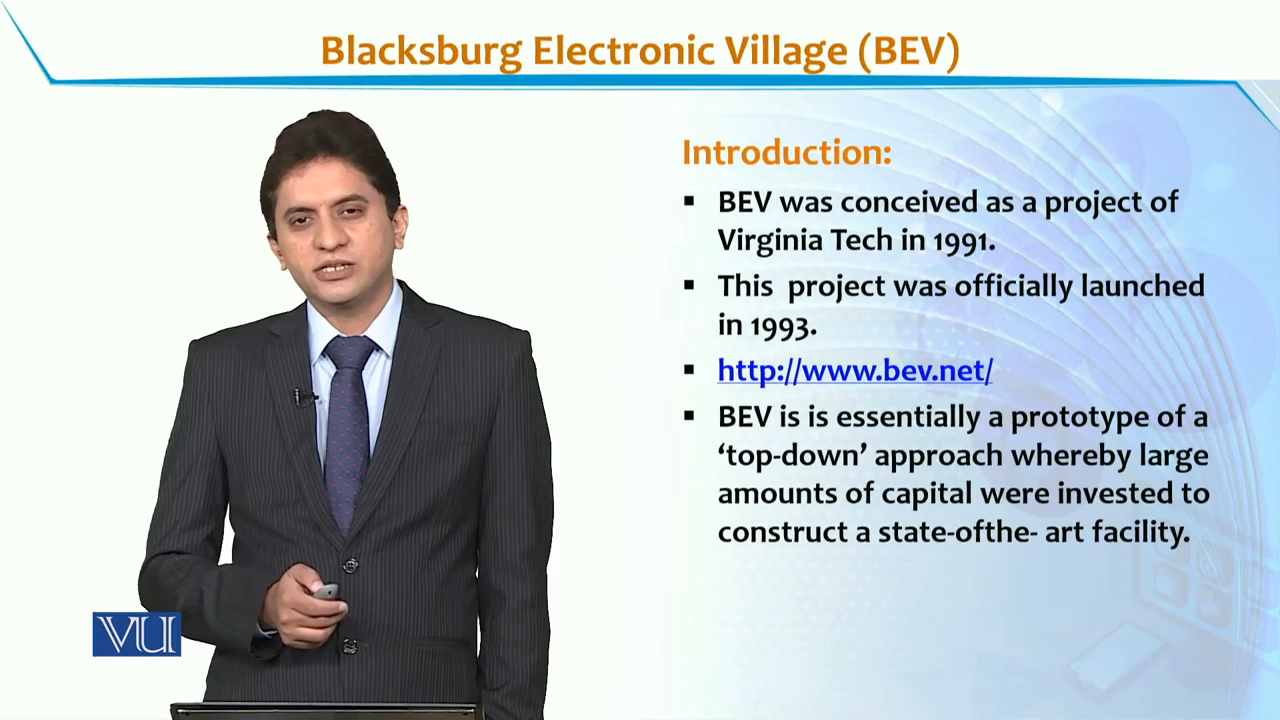 Blacksburg Electronic Village (BEV)
Introduction:
▪ BEV was conceived as a project of
Virginia Tech in 1991.
▪ This  project was officially launched
in 1993.
▪ http://www.bev.net/
▪ BEV is is essentially a prototype of a
‘top-down’ approach whereby large
amounts of capital were invested to
construct a state-ofthe- art facility.
VU